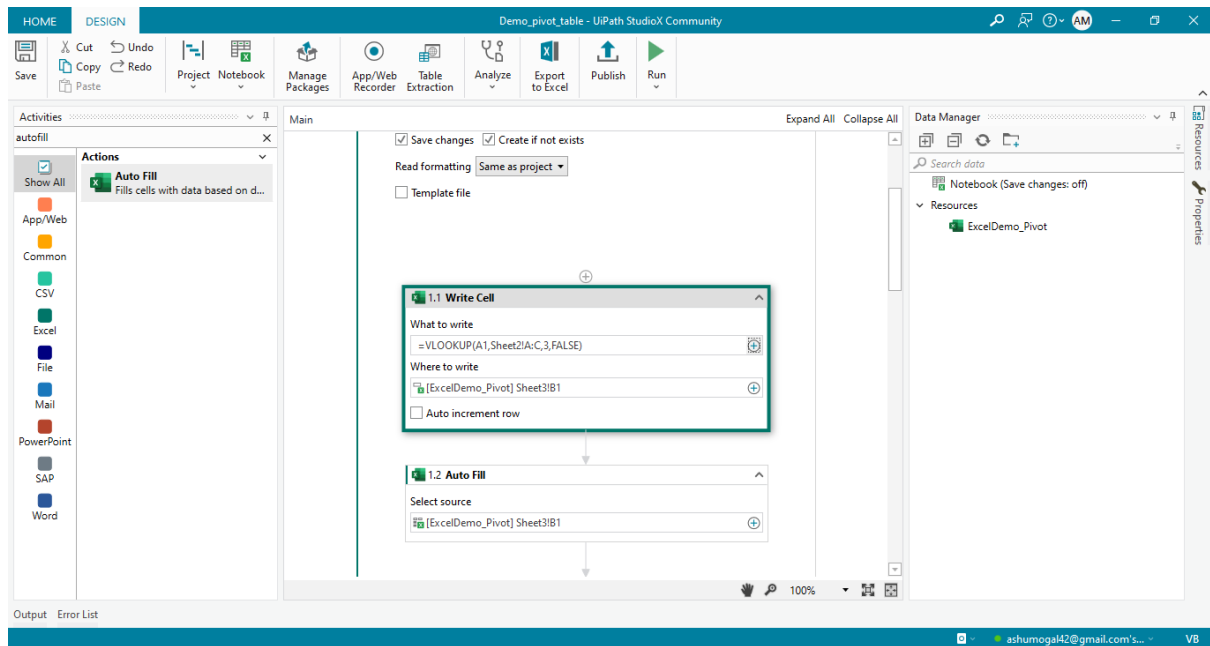 HOME DESIGN Demo_pivot_table - UiPath StudioX Community AM
Save Cut Undo Copy Redo Paste Project Notebook Manage Packages App/Web Recorder Table Extraction Analyze Export to Excel Publish Run
Activities
autofill
Show All
App/Web
Common
CSV
Excel
File
Mail
PowerPoint
SAP
Word
Actions
Auto Fill
Fills cells with data based on d...
Main Expand All Collapse All
Save changes Create if not exists
Read formatting Same as project
Template file
1.1 Write Cell
What to write
=VLOOKUP(A1,Sheet2!A:C,3,FALSE)
Where to write
[ExcelDemo_Pivot] Sheet3!B1
Auto increment row
1.2 Auto Fill
Select source
[ExcelDemo_Pivot] Sheet3!B1
100%
Data Manager
Search data
Notebook (Save changes: off)
Resources
ExcelDemo_Pivot
Resources
Properties
Output Error List
ashumogal42@gmail.com's... VB